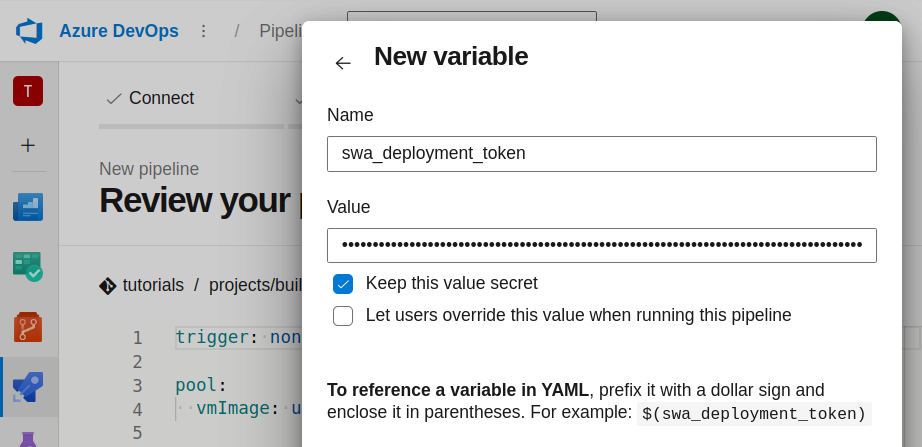 Azure DevOps / Pipeli
New variable
T
Connect
Name
swa_deployment_token
New pipeline
Review your
Value
••••••••••••••••••••••••••••••••••••••••••••••••••••••••••••••••••••••••••••••••••••
Keep this value secret
tutorials / projects/buil
Let users override this value when running this pipeline
1 trigger: non
2
3 pool:
To reference a variable in YAML, prefix it with a dollar sign and
4 vmImage: u
enclose it in parentheses. For example: $(swa_deployment_token)
5